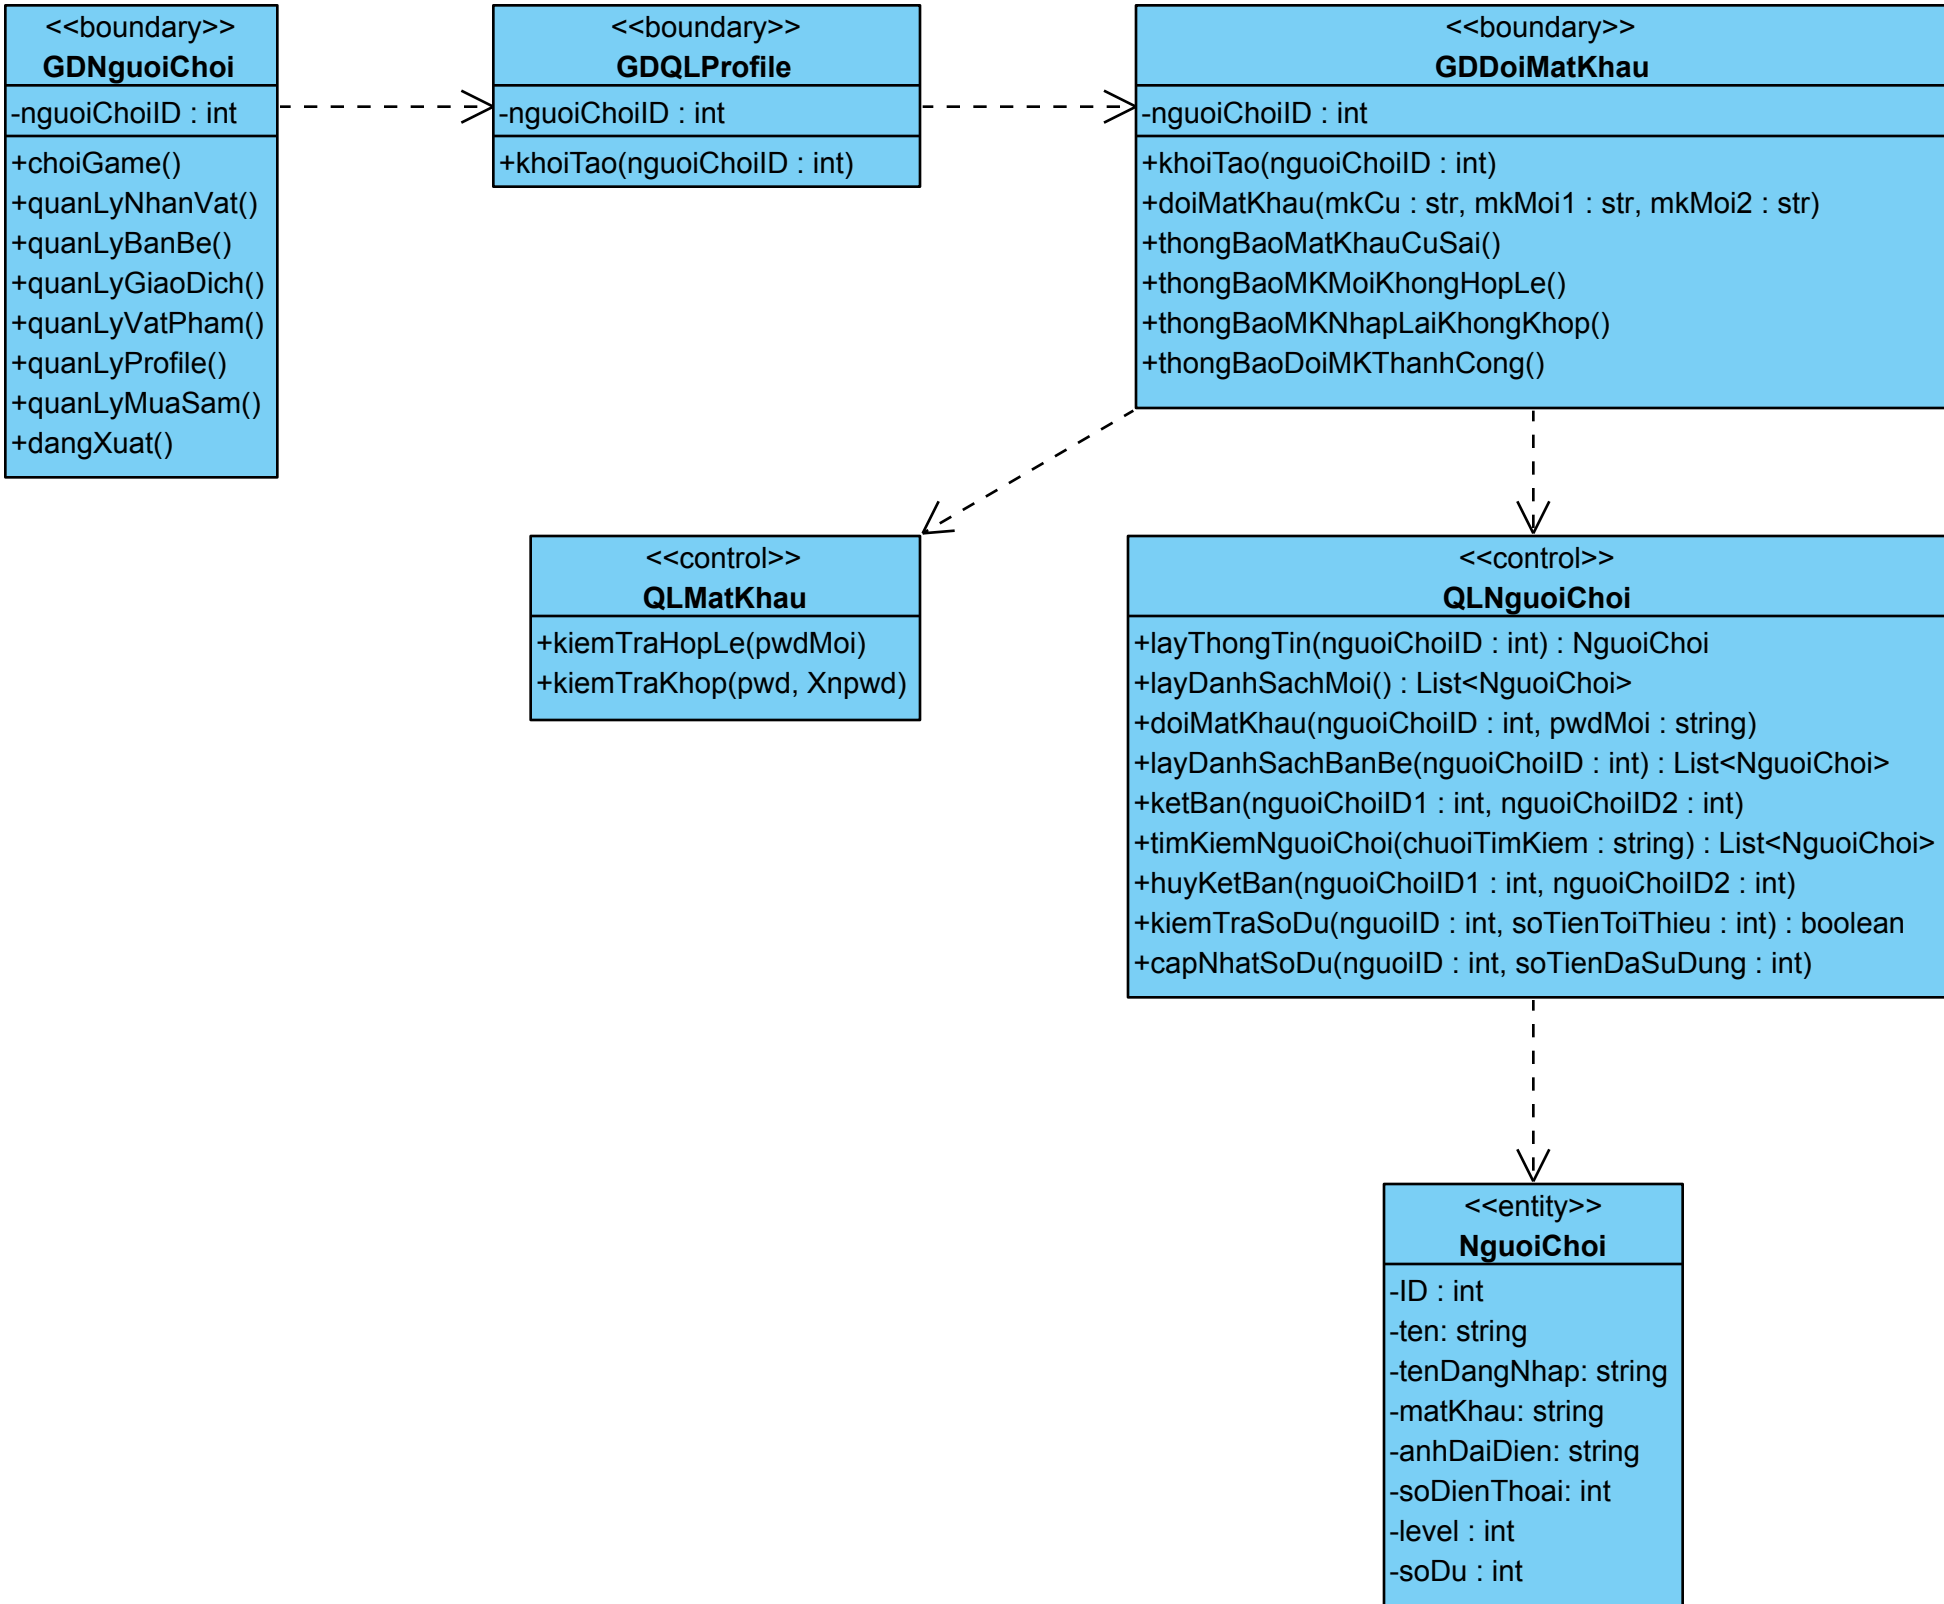 <<boundary>>
GDNguoiChoi
-nguoiChoiID : int
+choiGame()
+quanLyNhanVat()
+quanLyBanBe()
+quanLyGiaoDich()
+quanLyVatPham()
+quanLyProfile()
+quanLyMuaSam()
+dangXuat()
<<boundary>>
GDQLProfile
-nguoiChoiID : int
+khoiTao(nguoiChoiID : int)
<<boundary>>
GDDoiMatKhau
-nguoiChoiID : int
+khoiTao(nguoiChoiID : int)
+doiMatKhau(mkCu : str, mkMoi1 : str, mkMoi2 : str)
+thongBaoMatKhauCuSai()
+thongBaoMKMoiKhongHopLe()
+thongBaoMKNhapLaiKhongKhop()
+thongBaoDoiMKThanhCong()
<<control>>
QLMatKhau
+kiemTraHopLe(pwdMoi)
+kiemTraKhop(pwd, Xnpwd)
<<control>>
QLNguoiChoi
+layThongTin(nguoiChoiID : int) : NguoiChoi
+layDanhSachMoi() : List<NguoiChoi>
+doiMatKhau(nguoiChoiID : int, pwdMoi : string)
+layDanhSachBanBe(nguoiChoiID : int) : List<NguoiChoi>
+ketBan(nguoiChoiID1 : int, nguoiChoiID2 : int)
+timKiemNguoiChoi(chuoiTimKiem : string) : List<NguoiChoi>
+huyKetBan(nguoiChoiID1 : int, nguoiChoiID2 : int)
+kiemTraSoDu(nguoiID : int, soTienToiThieu : int) : boolean
+capNhatSoDu(nguoiID : int, soTienDaSuDung : int)
<<entity>>
NguoiChoi
-ID : int
-ten: string
-tenDangNhap: string
-matKhau: string
-anhDaiDien: string
-soDienThoai: int
-level : int
-soDu : int